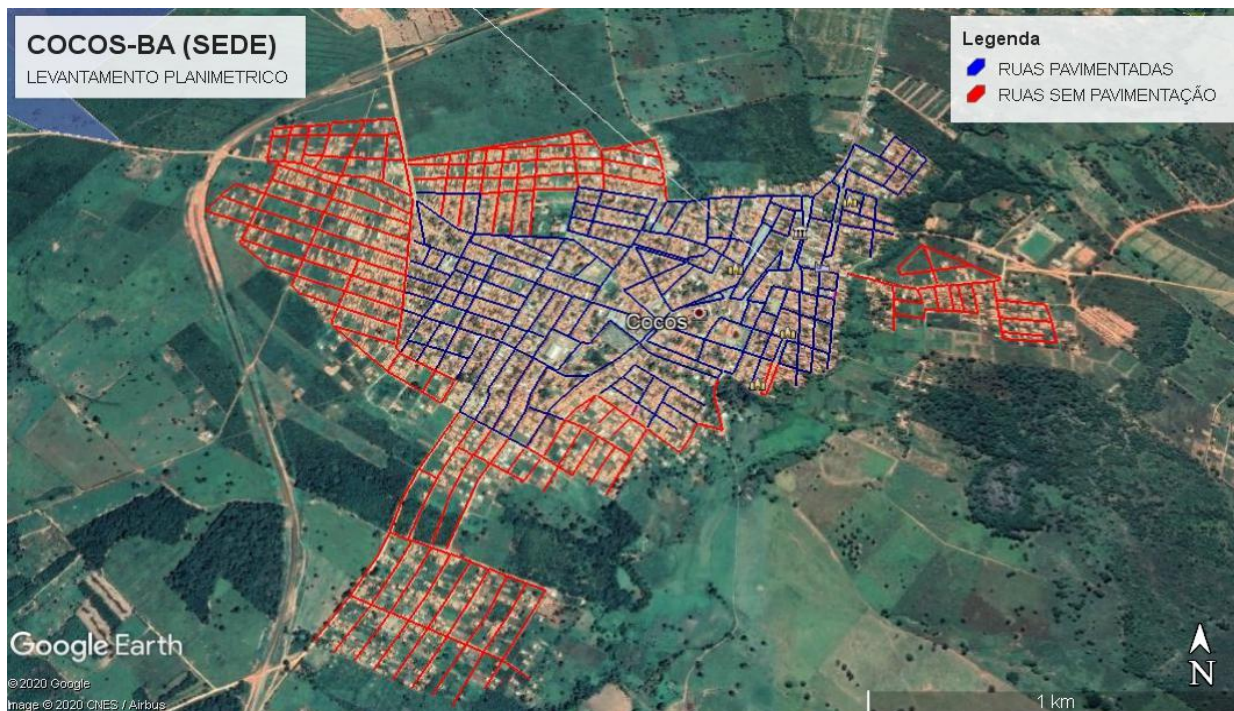 COCOS-BA (SEDE)
LEVANTAMENTO PLANIMETRICO
Legenda
RUAS PAVIMENTADAS
RUAS SEM PAVIMENTAÇÃO
Cocos
Google Earth
©2020 Google
Image © 2020 CNES / Airbus
1 km
N